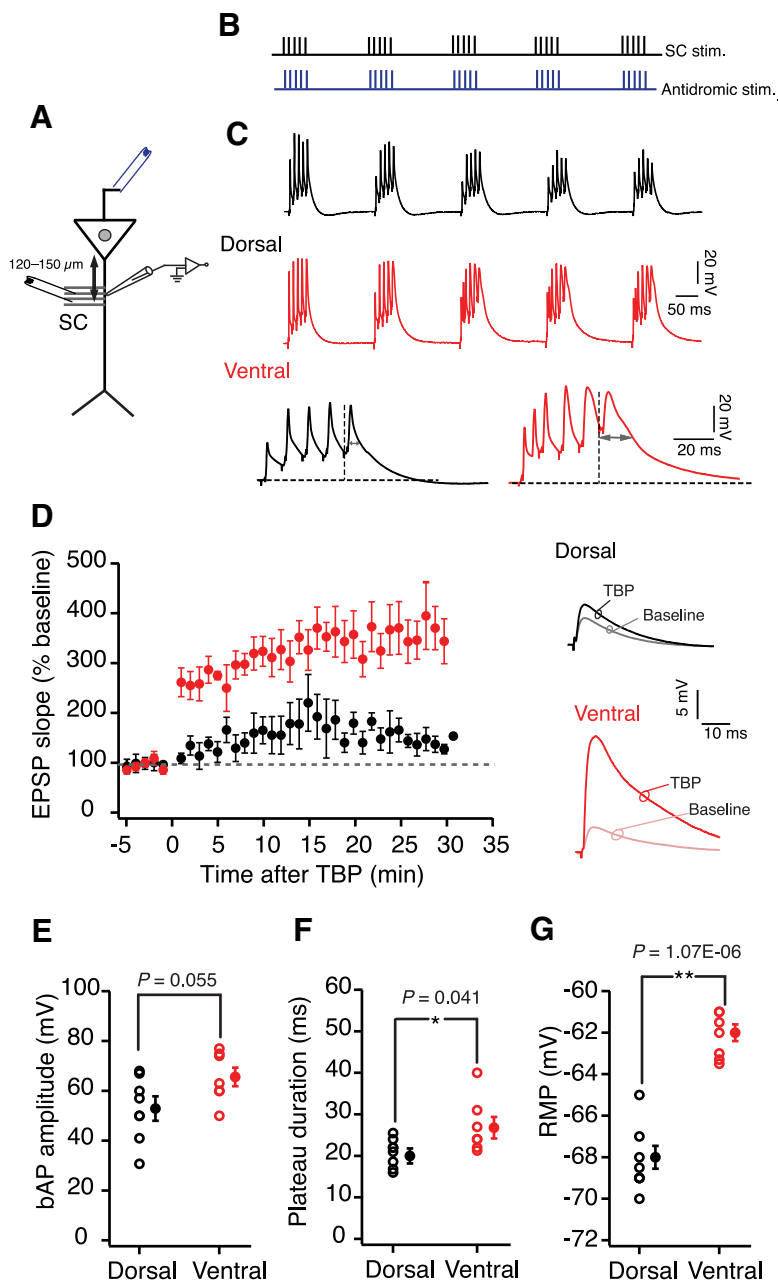 B
SC stim.
Antidromic stim.
A
C
120–150 µm
SC
Dorsal
20 mV
50 ms
Ventral
20 mV
20 ms
D
EPSP slope (% baseline)
500
400
300
200
100
0
-5 0 5 10 15 20 25 30 35
Time after TBP (min)
Dorsal
TBP
Baseline
5 mV
10 ms
Ventral
TBP
Baseline
E
P = 0.055
bAP amplitude (mV)
100
80
60
40
20
0
Dorsal Ventral
F
P = 0.041
*
Plateau duration (ms)
60
50
40
30
20
10
0
Dorsal Ventral
G
P = 1.07E-06
**
RMP (mV)
-60
-62
-64
-66
-68
-70
-72
Dorsal Ventral